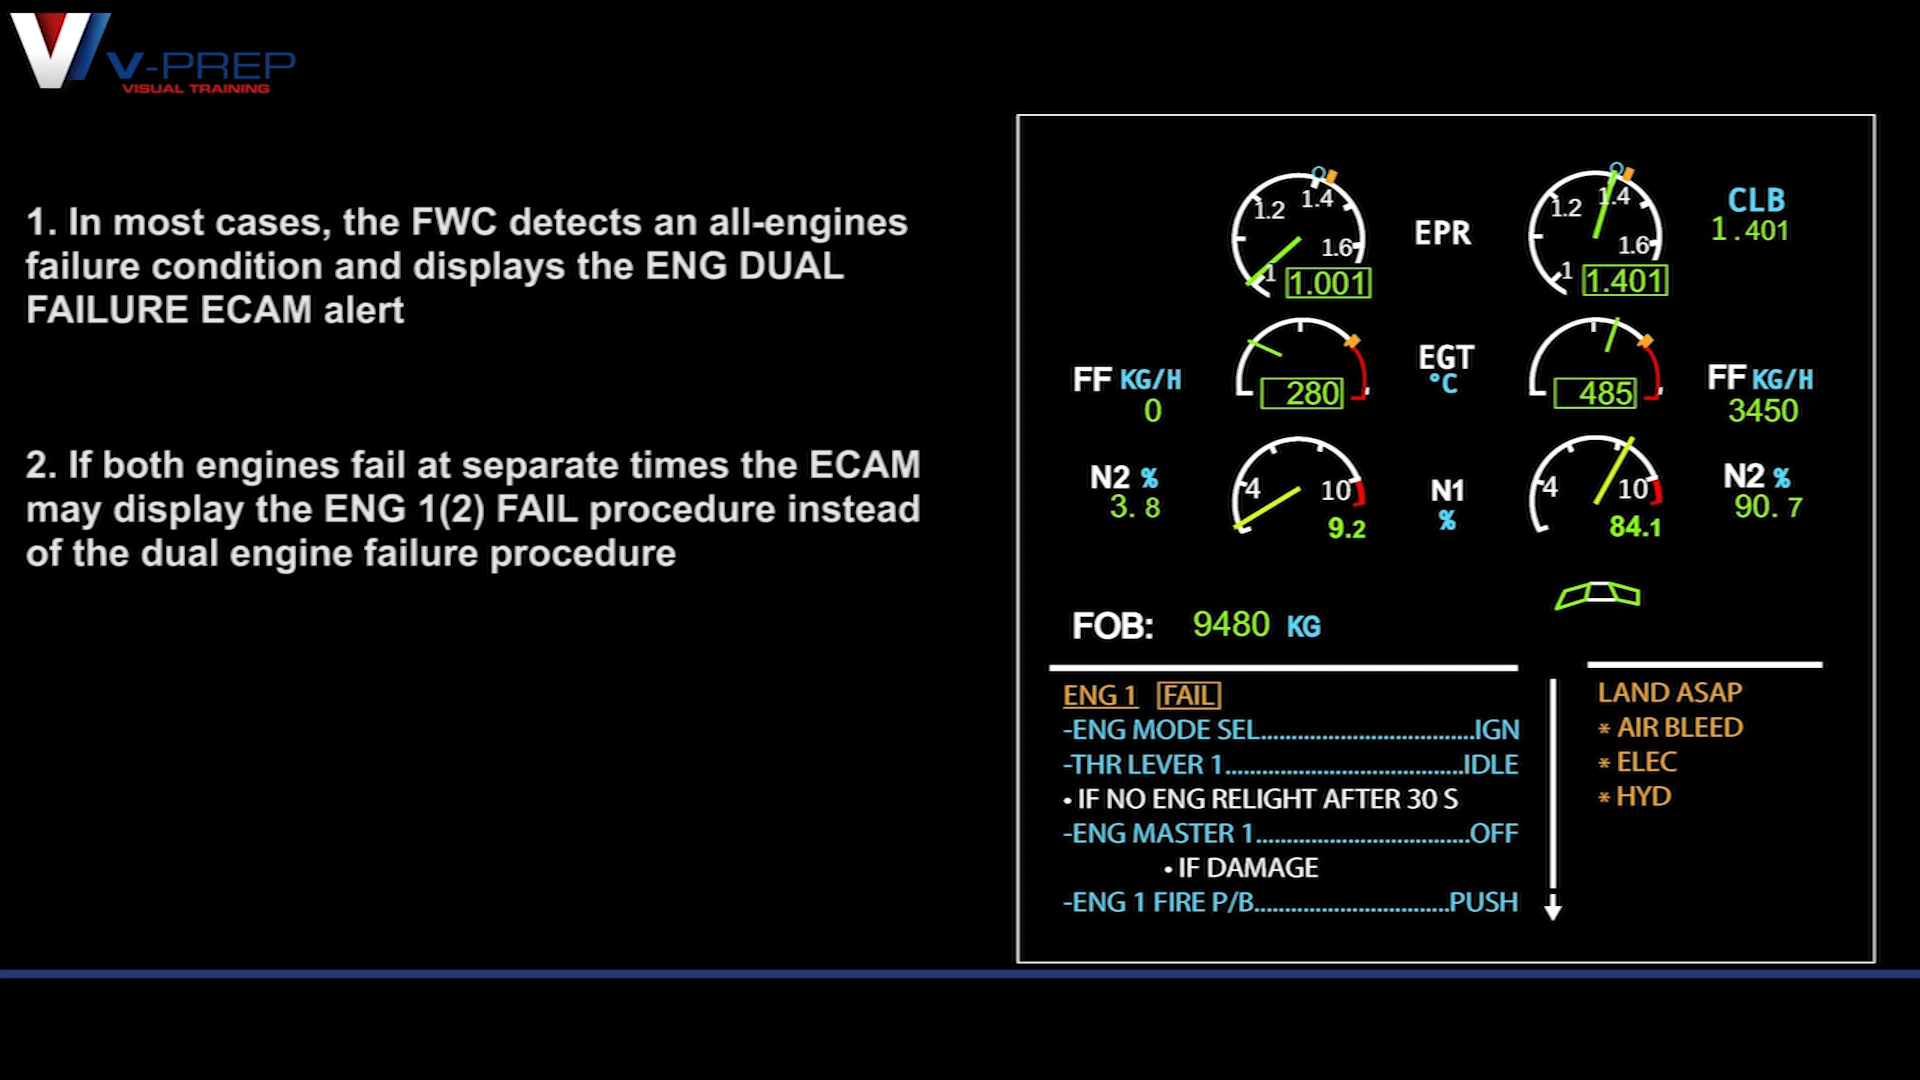 V-PREP
VISUAL TRAINING
1. In most cases, the FWC detects an all-engines
failure condition and displays the ENG DUAL
FAILURE ECAM alert
2. If both engines fail at separate times the ECAM
may display the ENG 1(2) FAIL procedure instead
of the dual engine failure procedure
1.2 1.4 1.6 1 1.001
EPR
1.2 1.4 1.6 1 1.401
CLB
1.401
FF KG/H
0
280
EGT
°C
485
FF KG/H
3450
N2 %
3.8
4 10
9.2
N1
%
4 10
84.1
N2 %
90.7
FOB: 9480 KG
ENG 1 FAIL
-ENG MODE SEL...................................IGN
-THR LEVER 1.......................................IDLE
• IF NO ENG RELIGHT AFTER 30 S
-ENG MASTER 1...................................OFF
• IF DAMAGE
-ENG 1 FIRE P/B................................PUSH
LAND ASAP
* AIR BLEED
* ELEC
* HYD